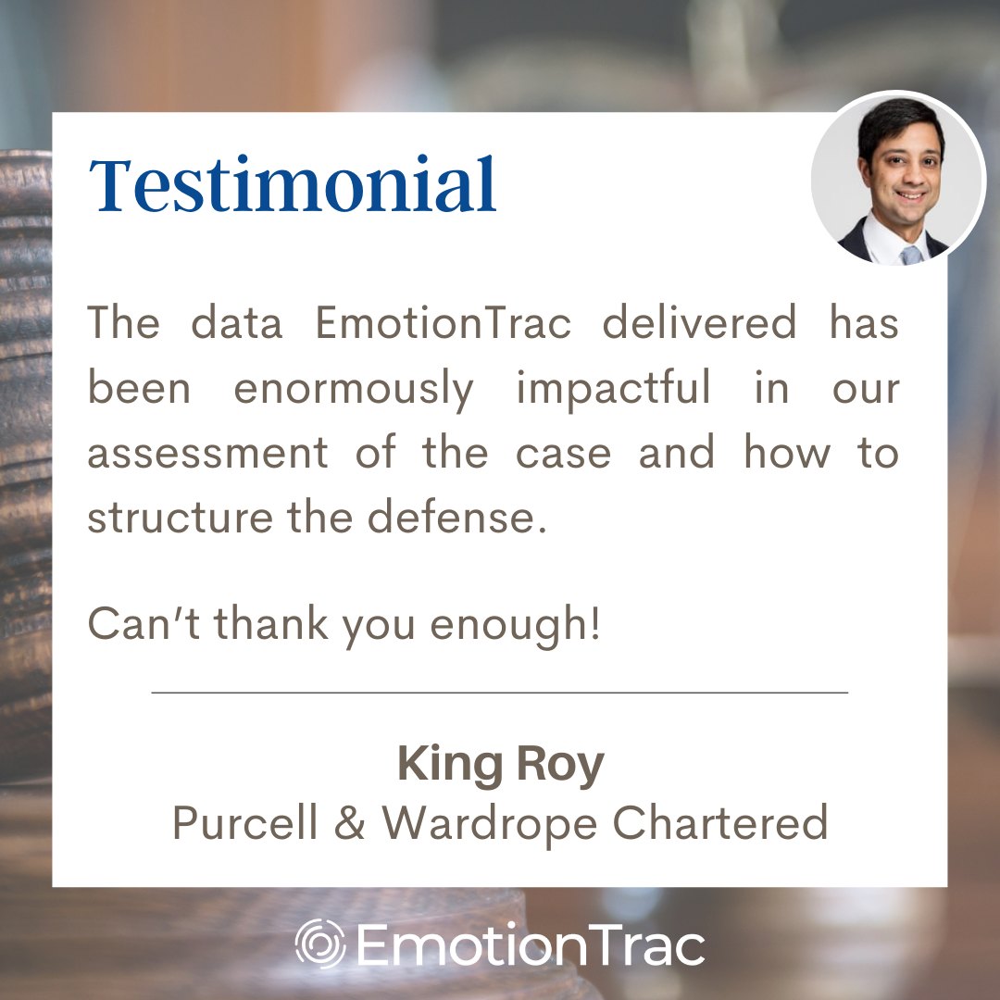 Testimonial
The data EmotionTrac delivered has
been enormously impactful in our
assessment of the case and how to
structure the defense.
Can’t thank you enough!
King Roy
Purcell & Wardrope Chartered
EmotionTrac